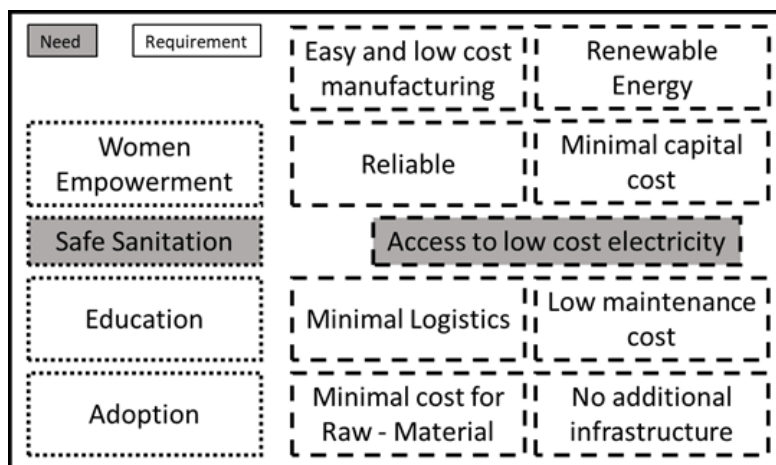 Need
Requirement
Women
Empowerment
Safe Sanitation
Education
Adoption
Easy and low cost
manufacturing
Renewable
Energy
Reliable
Minimal capital
cost
Access to low cost electricity
Minimal Logistics
Low maintenance
cost
Minimal cost for
Raw - Material
No additional
infrastructure